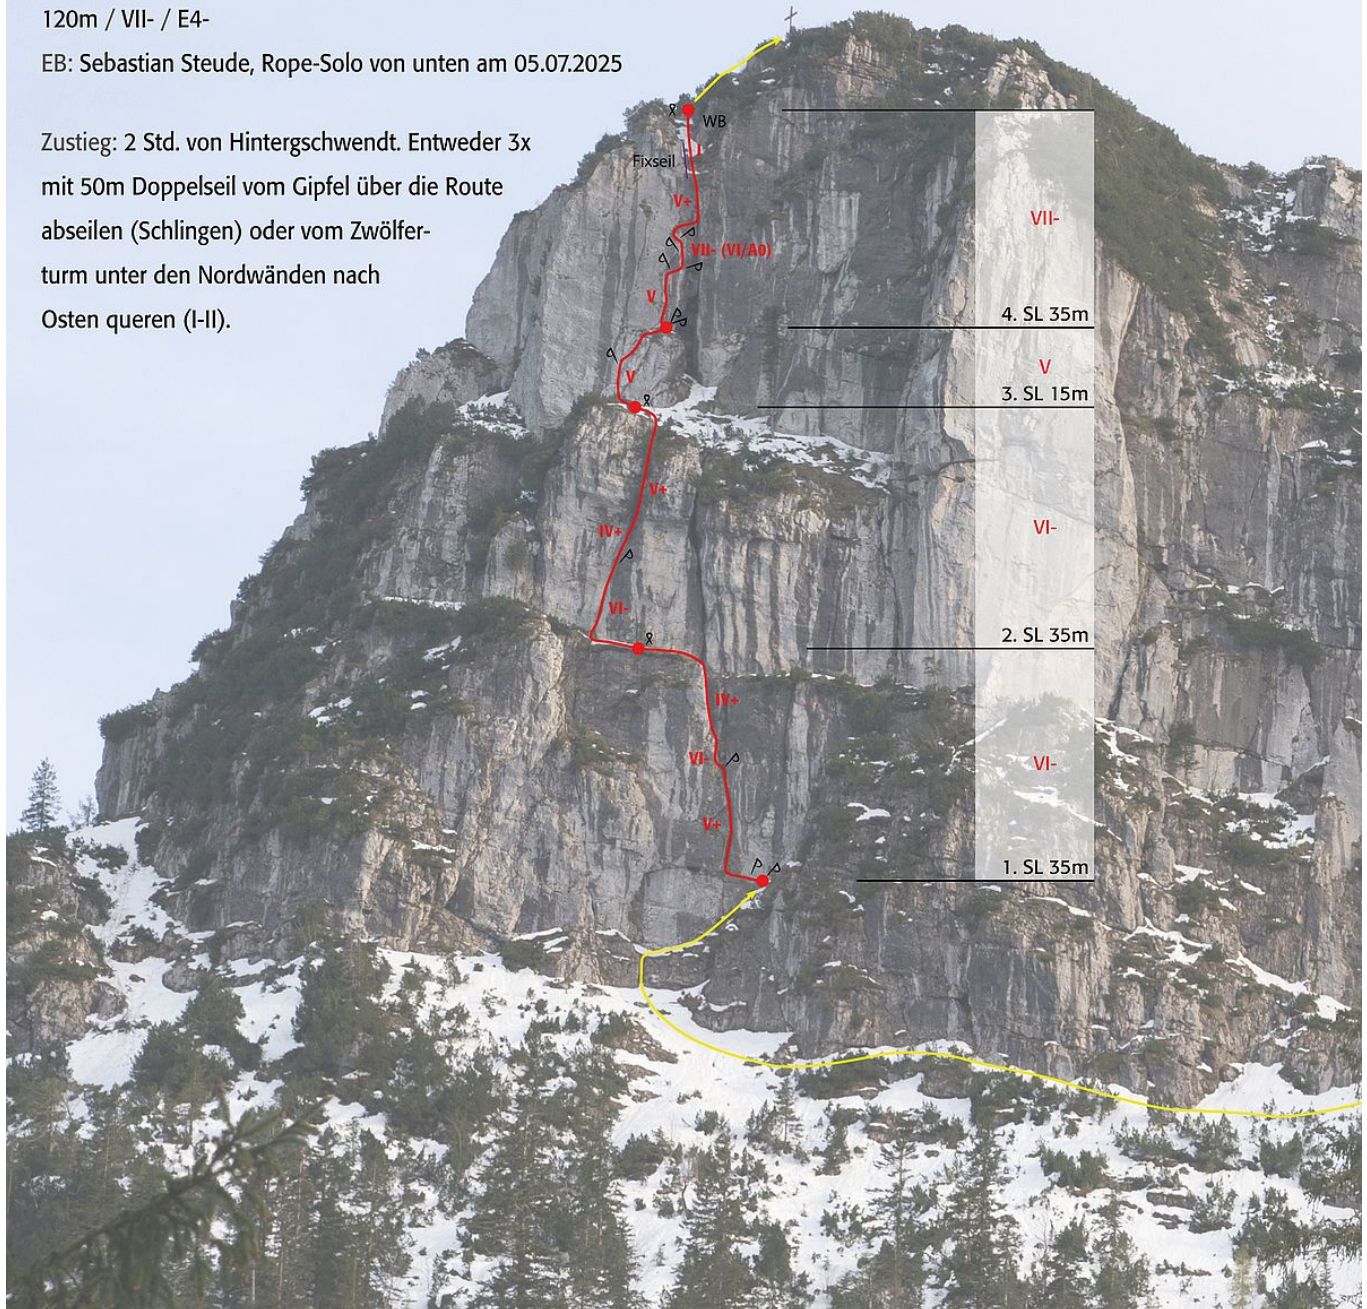 120m / VII- / E4-
EB: Sebastian Steude, Rope-Solo von unten am 05.07.2025
Zustieg: 2 Std. von Hintergschwendt. Entweder 3x
mit 50m Doppelseil vom Gipfel über die Route
abseilen (Schlingen) oder vom Zwölfer-
turm unter den Nordwänden nach
Osten queren (I-II).
WB
I
Fixseil
V+
VII- (VI/A0)
V
VII-
4. SL 35m
V
V
3. SL 15m
V+
IV+
VI-
VI-
2. SL 35m
IV+
VI-
V+
VI-
1. SL 35m